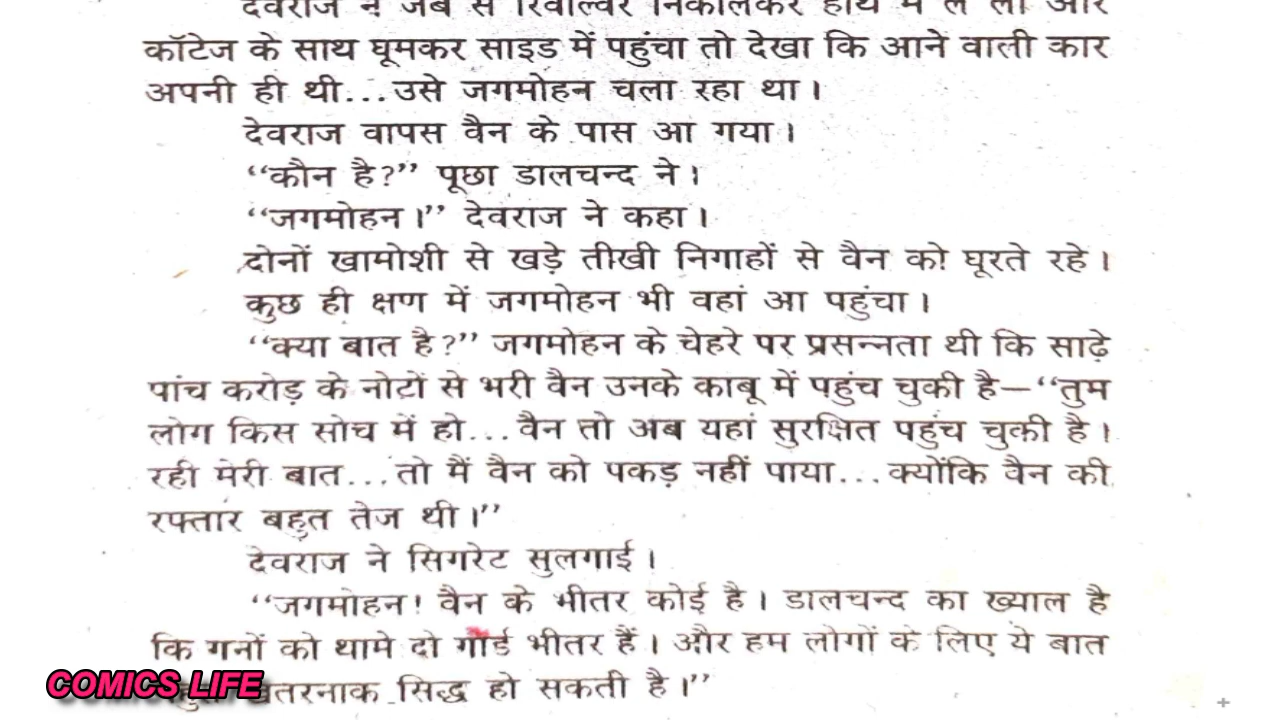 देवराज ने जेब से रिवॉल्वर निकालकर हाथ में ले ली और
कॉटेज के साथ घूमकर साइड में पहुंचा तो देखा कि आने वाली कार
अपनी ही थी...उसे जगमोहन चला रहा था।
देवराज वापस वैन के पास आ गया।
“कौन है?” पूछा डालचन्द ने।
“जगमोहन।” देवराज ने कहा।
दोनों खामोशी से खड़े तीखी निगाहों से वैन को घूरते रहे।
कुछ ही क्षण में जगमोहन भी वहां आ पहुंचा।
“क्या बात है?” जगमोहन के चेहरे पर प्रसन्नता थी कि साढ़े
पांच करोड़ के नोटों से भरी वैन उनके काबू में पहुंच चुकी है—“तुम
लोग किस सोच में हो...वैन तो अब यहां सुरक्षित पहुंच चुकी है।
रही मेरी बात...तो मैं वैन को पकड़ नहीं पाया...क्योंकि वैन की
रफ्तार बहुत तेज थी।”
देवराज ने सिगरेट सुलगाई।
“जगमोहन! वैन के भीतर कोई है। डालचन्द का ख्याल है
कि गनों को थामे दो गार्ड भीतर हैं। और हम लोगों के लिए ये बात
खतरनाक सिद्ध हो सकती है।”
COMICS LIFE